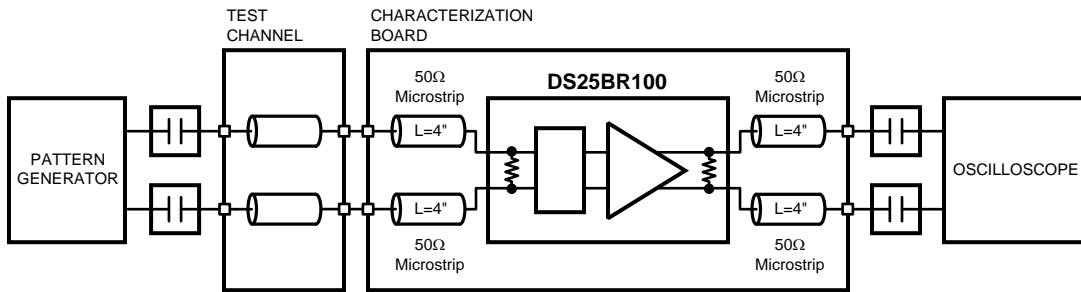 TEST
CHANNEL
CHARACTERIZATION
BOARD
50Ω
Microstrip
DS25BR100
50Ω
Microstrip
L=4"
L=4"
PATTERN
GENERATOR
OSCILLOSCOPE
L=4"
L=4"
50Ω
Microstrip
50Ω
Microstrip